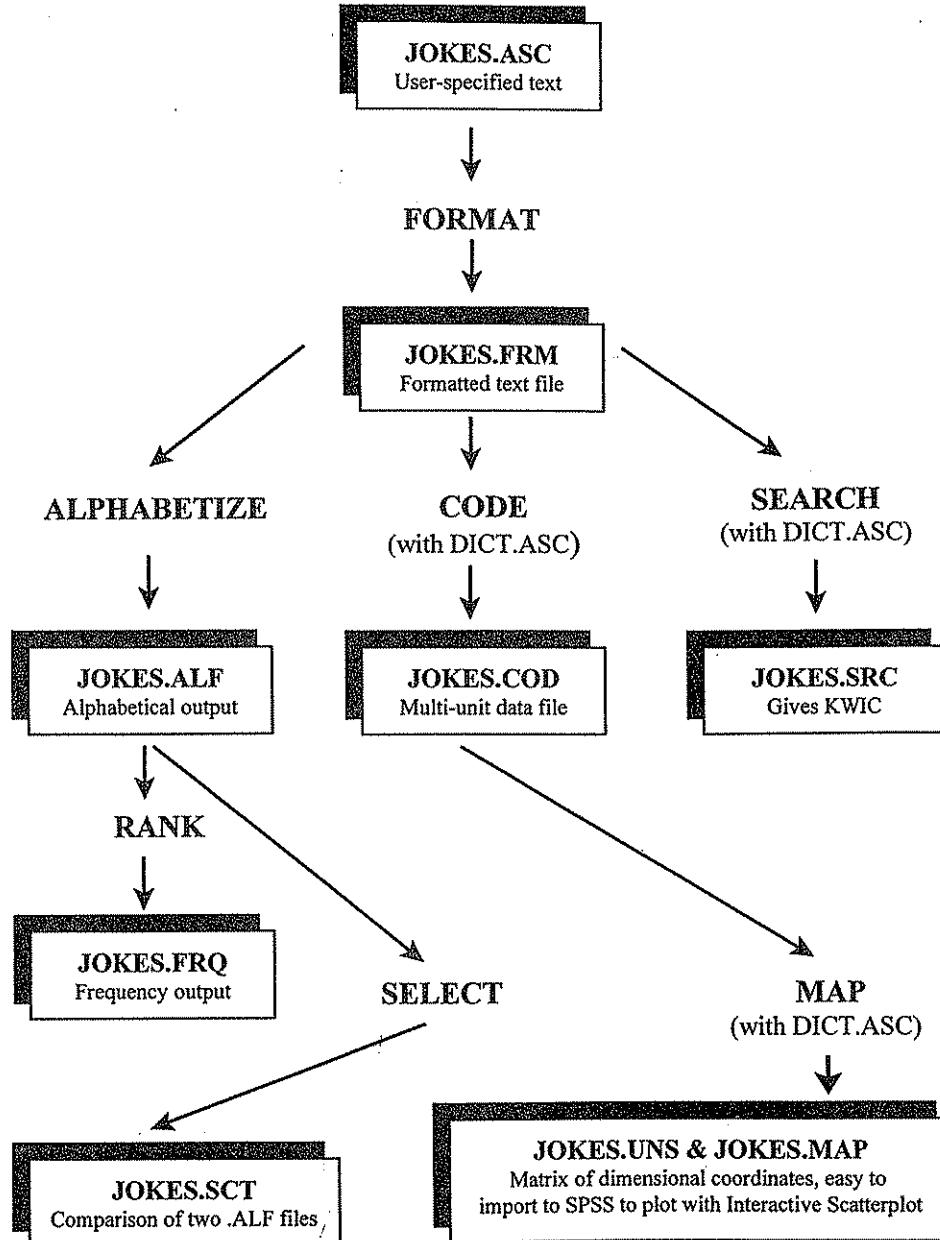 JOKES.ASC
User-specified text
FORMAT
JOKES.FRM
Formatted text file
ALPHABETIZE
CODE
(with DICT.ASC)
SEARCH
(with DICT.ASC)
JOKES.ALF
Alphabetical output
JOKES.COD
Multi-unit data file
JOKES.SRC
Gives KWIC
RANK
JOKES.FRQ
Frequency output
SELECT
MAP
(with DICT.ASC)
JOKES.SCT
Comparison of two .ALF files
JOKES.UNS & JOKES.MAP
Matrix of dimensional coordinates, easy to
import to SPSS to plot with Interactive Scatterplot